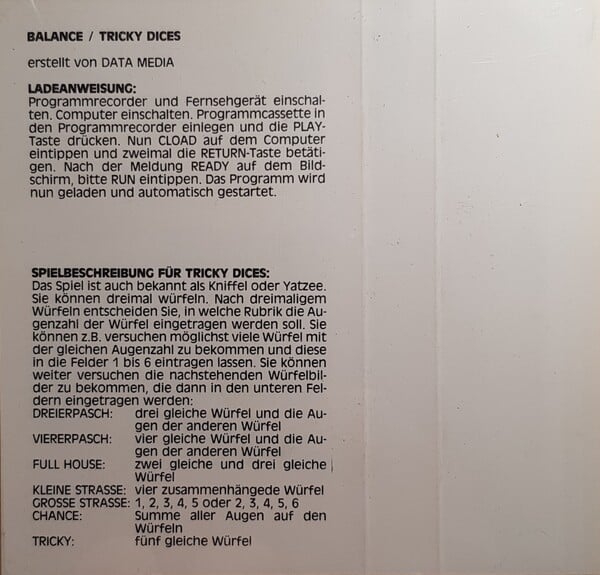 BALANCE / TRICKY DICES
erstellt von DATA MEDIA
LADEANWEISUNG:
Programmrecorder und Fernsehgerät einschal-
ten. Computer einschalten. Programmcassette in
den Programmrecorder einlegen und die PLAY-
Taste drücken. Nun CLOAD auf dem Computer
eintippen und zweimal die RETURN-Taste betäti-
gen. Nach der Meldung READY auf dem Bild-
schirm, bitte RUN eintippen. Das Programm wird
nun geladen und automatisch gestartet.
SPIELBESCHREIBUNG FÜR TRICKY DICES:
Das Spiel ist auch bekannt als Kniffel oder Yatzee.
Sie können dreimal würfeln. Nach dreimaligem
Würfeln entscheiden Sie, in welche Rubrik die Au-
genzahl der Würfel eingetragen werden soll. Sie
können z.B. versuchen möglichst viele Würfel mit
der gleichen Augenzahl zu bekommen und diese
in die Felder 1 bis 6 eintragen lassen. Sie können
weiter versuchen die nachstehenden Würfelbil-
der zu bekommen, die dann in den unteren Fel-
dern eingetragen werden:
DREIERPASCH: drei gleiche Würfel und die Au-
gen der anderen Würfel
VIERERPASCH: vier gleiche Würfel und die Au-
gen der anderen Würfel
FULL HOUSE: zwei gleiche und drei gleiche
Würfel
KLEINE STRASSE: vier zusammenhängede Würfel
GROSSE STRASSE: 1, 2, 3, 4, 5 oder 2, 3, 4, 5, 6
CHANCE: Summe aller Augen auf den
Würfeln
TRICKY: fünf gleiche Würfel